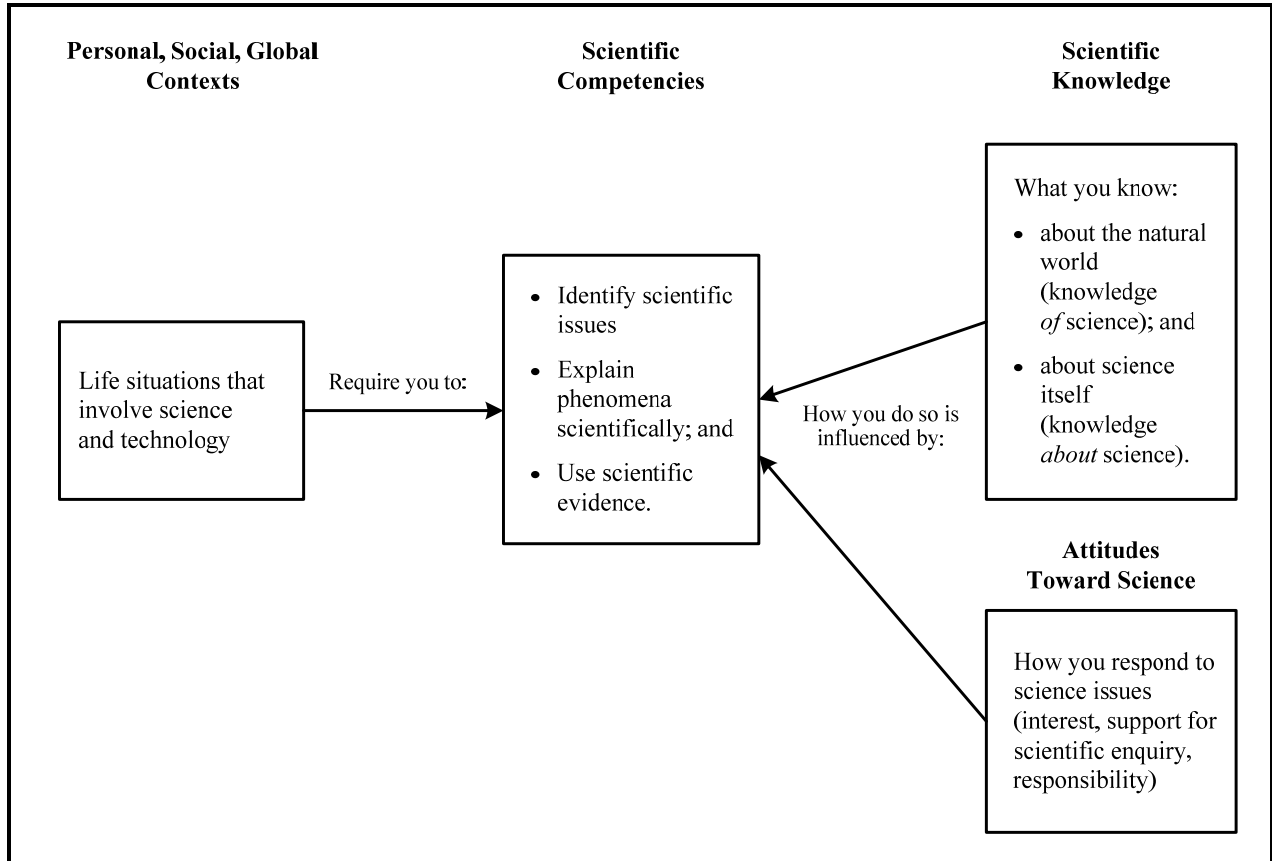 Personal, Social, Global
Contexts
Scientific
Competencies
Scientific
Knowledge
Life situations that
involve science
and technology
Require you to:
• Identify scientific
issues
• Explain
phenomena
scientifically; and
• Use scientific
evidence.
How you do so is
influenced by:
What you know:
• about the natural
world
(knowledge
of science); and
• about science
itself
(knowledge
about science).
Attitudes
Toward Science
How you respond to
science issues
(interest, support for
scientific enquiry,
responsibility)